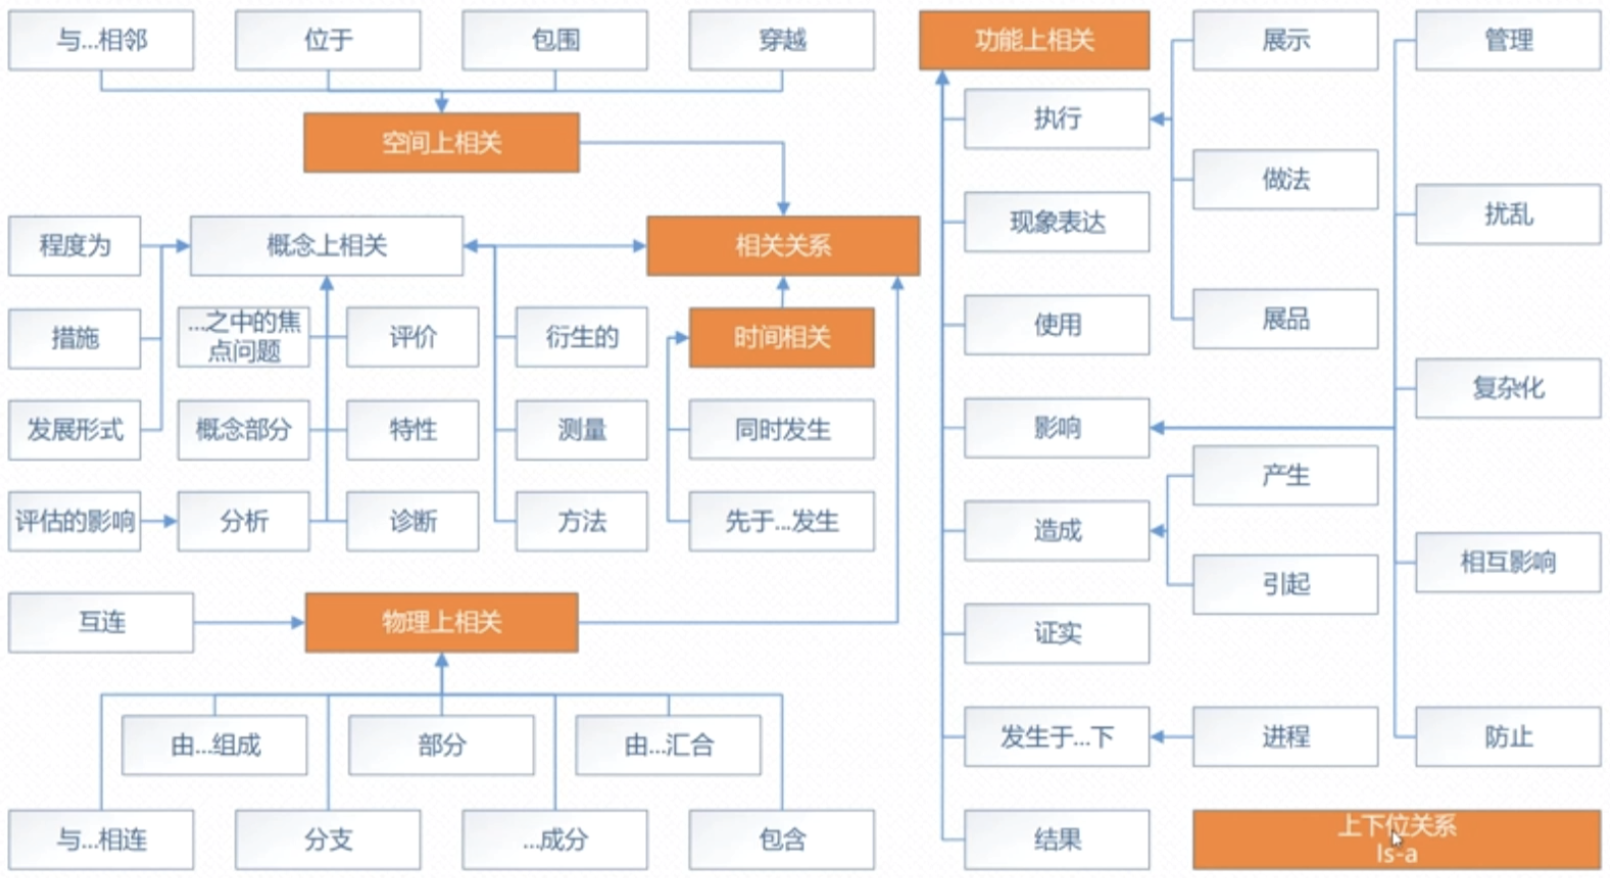 与...相邻
位于
包围
穿越
功能上相关
展示
管理
执行
空间上相关
做法
扰乱
现象表达
程度为
概念上相关
相关关系
措施
...之中的焦
点问题
评价
衍生的
时间相关
使用
展品
复杂化
发展形式
概念部分
特性
测量
同时发生
影响
产生
评估的影响
分析
诊断
方法
先于...发生
造成
引起
相互影响
互连
物理上相关
证实
由...组成
部分
由...汇合
发生于...下
进程
防止
与...相连
分支
...成分
包含
结果
上下位关系
Is-a